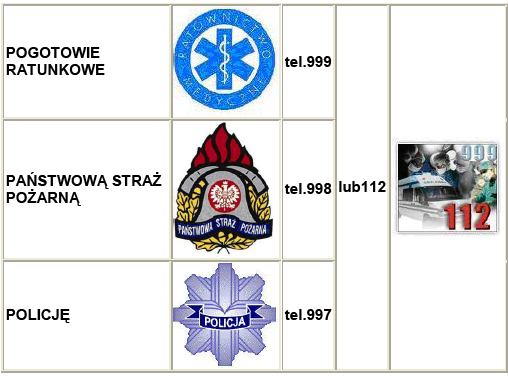 POGOTOWIE
RATUNKOWE
RATOWNICTWO
MEDYCZNE
tel.999
PAŃSTWOWĄ STRAŻ
POŻARNĄ
PAŃSTWOWA STRAŻ POŻARNA
tel.998
lub112
999
112
POLICJĘ
POLICJA
tel.997